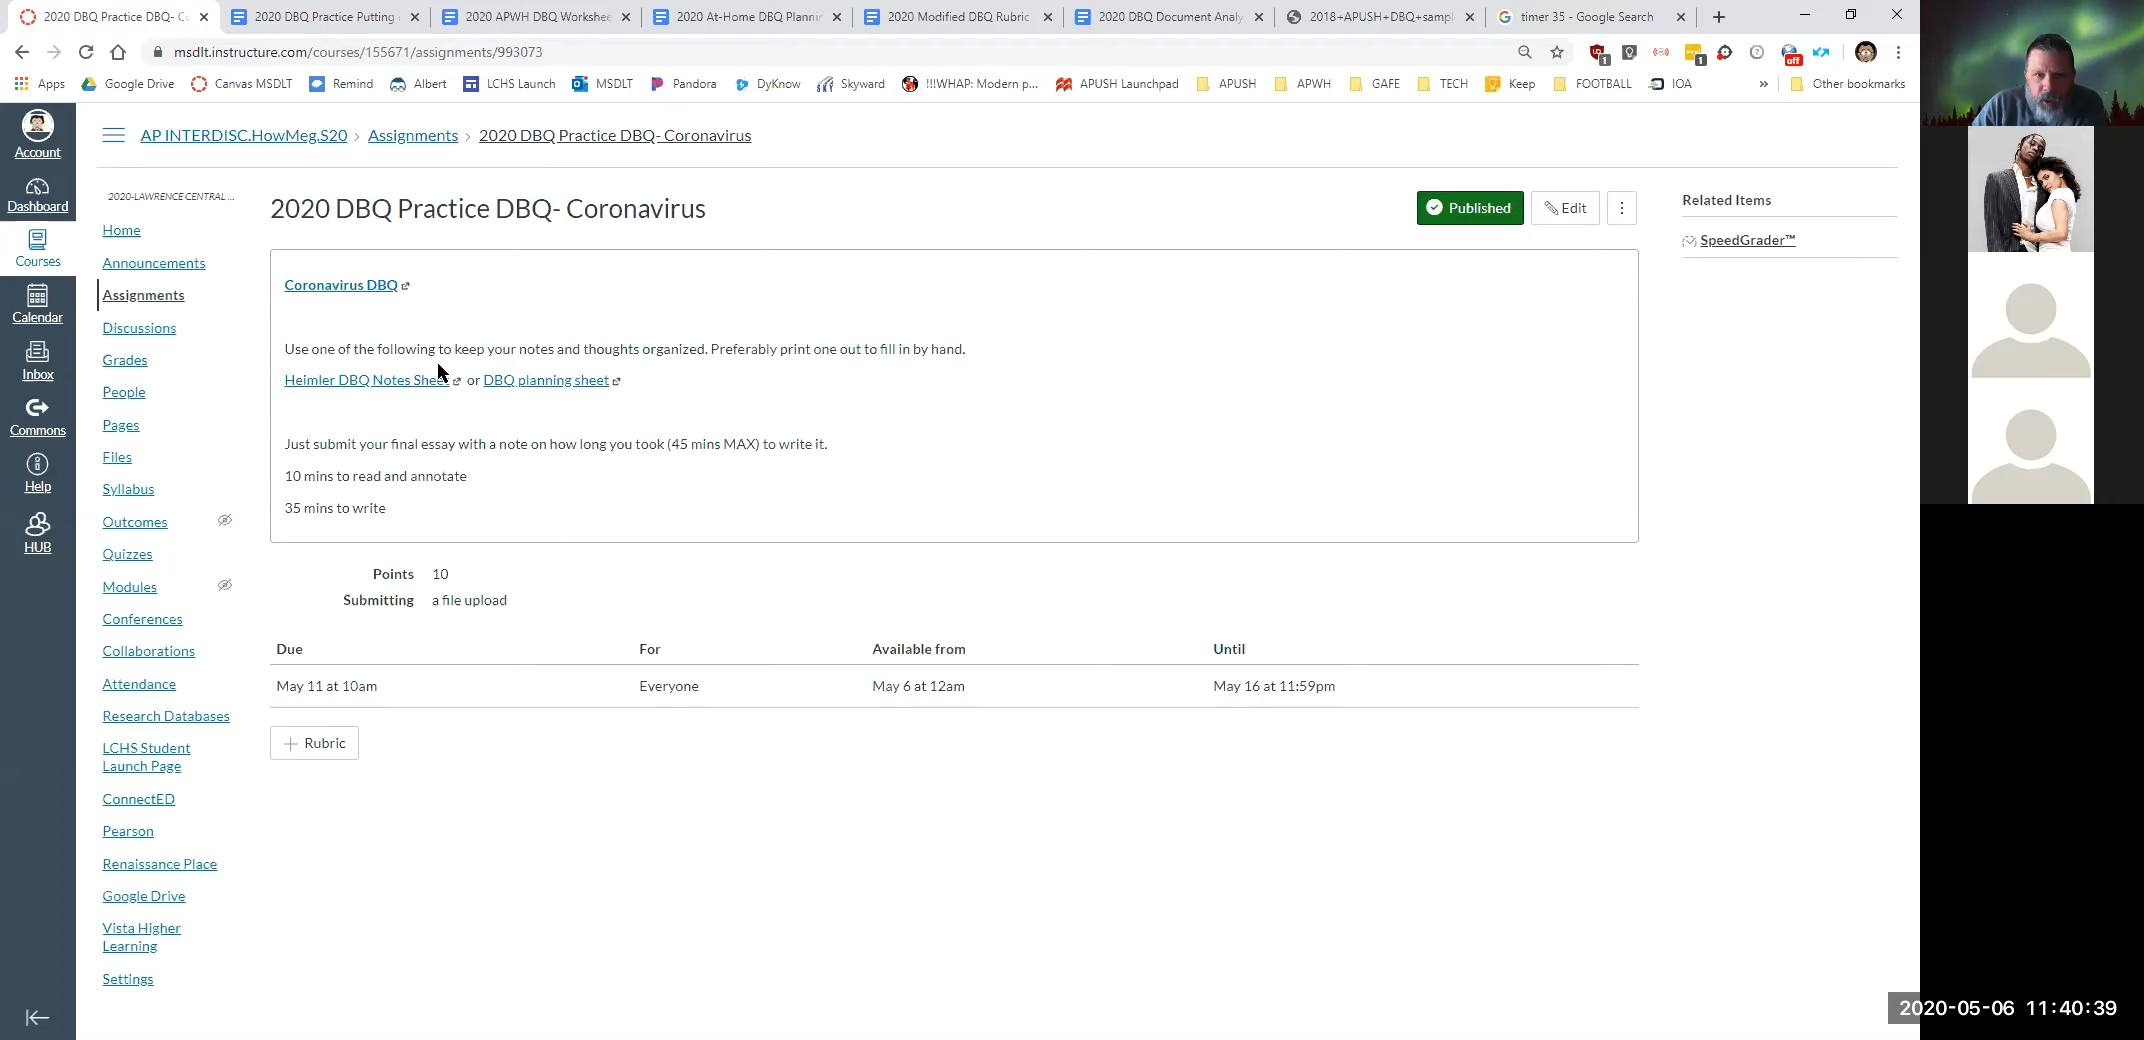 2020 DBQ Practice DBQ- C
2020 DBQ Practice Putting
2020 APWH DBQ Workshee
2020 At-Home DBQ Plannin
2020 Modified DBQ Rubric
2020 DBQ Document Analy
2018+APUSH+DBQ+sampl
timer 35 - Google Search
msdlt.instructure.com/courses/155671/assignments/993073
1
1
off
Apps
Google Drive
Canvas MSDLT
Remind
Albert
LCHS Launch
MSDLT
Pandora
DyKnow
Skyward
!!!WHAP: Modern p...
APUSH Launchpad
APUSH
APWH
GAFE
TECH
Keep
FOOTBALL
IOA
»
Other bookmarks
Account
Dashboard
Courses
Calendar
Inbox
Commons
Help
HUB
AP INTERDISC.HowMeg.S20 › Assignments › 2020 DBQ Practice DBQ- Coronavirus
2020-LAWRENCE CENTRAL ...
Home
Announcements
Assignments
Discussions
Grades
People
Pages
Files
Syllabus
Outcomes
Quizzes
Modules
Conferences
Collaborations
Attendance
Research Databases
LCHS Student
Launch Page
ConnectED
Pearson
Renaissance Place
Google Drive
Vista Higher
Learning
Settings
2020 DBQ Practice DBQ- Coronavirus
Published
Edit
Coronavirus DBQ
Use one of the following to keep your notes and thoughts organized. Preferably print one out to fill in by hand.
Heimler DBQ Notes Sheet or DBQ planning sheet
Just submit your final essay with a note on how long you took (45 mins MAX) to write it.
10 mins to read and annotate
35 mins to write
Points 10
Submitting a file upload
Due For Available from Until
May 11 at 10am Everyone May 6 at 12am May 16 at 11:59pm
+ Rubric
Related Items
SpeedGrader™
2020-05-06 11:40:39